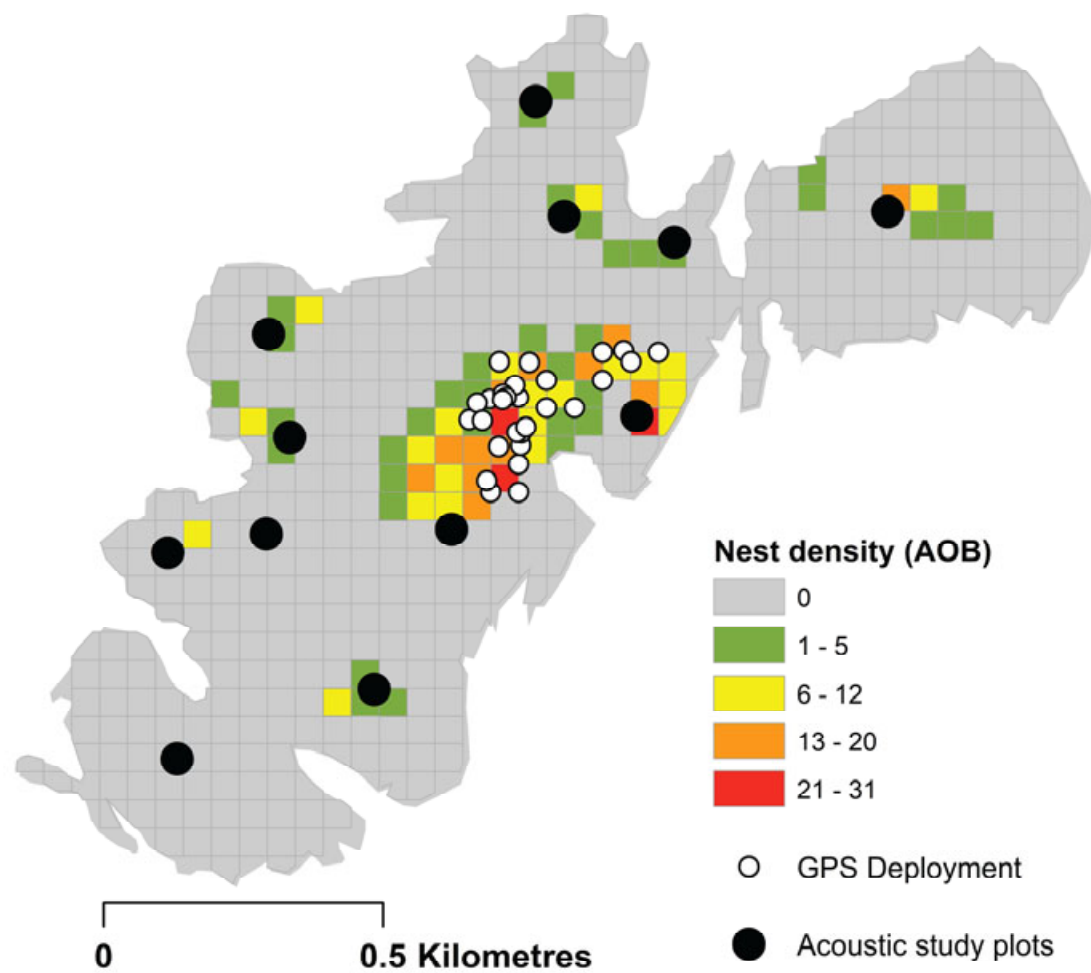 Nest density (AOB)
0
1 - 5
6 - 12
13 - 20
21 - 31
GPS Deployment
Acoustic study plots
0 0.5 Kilometres